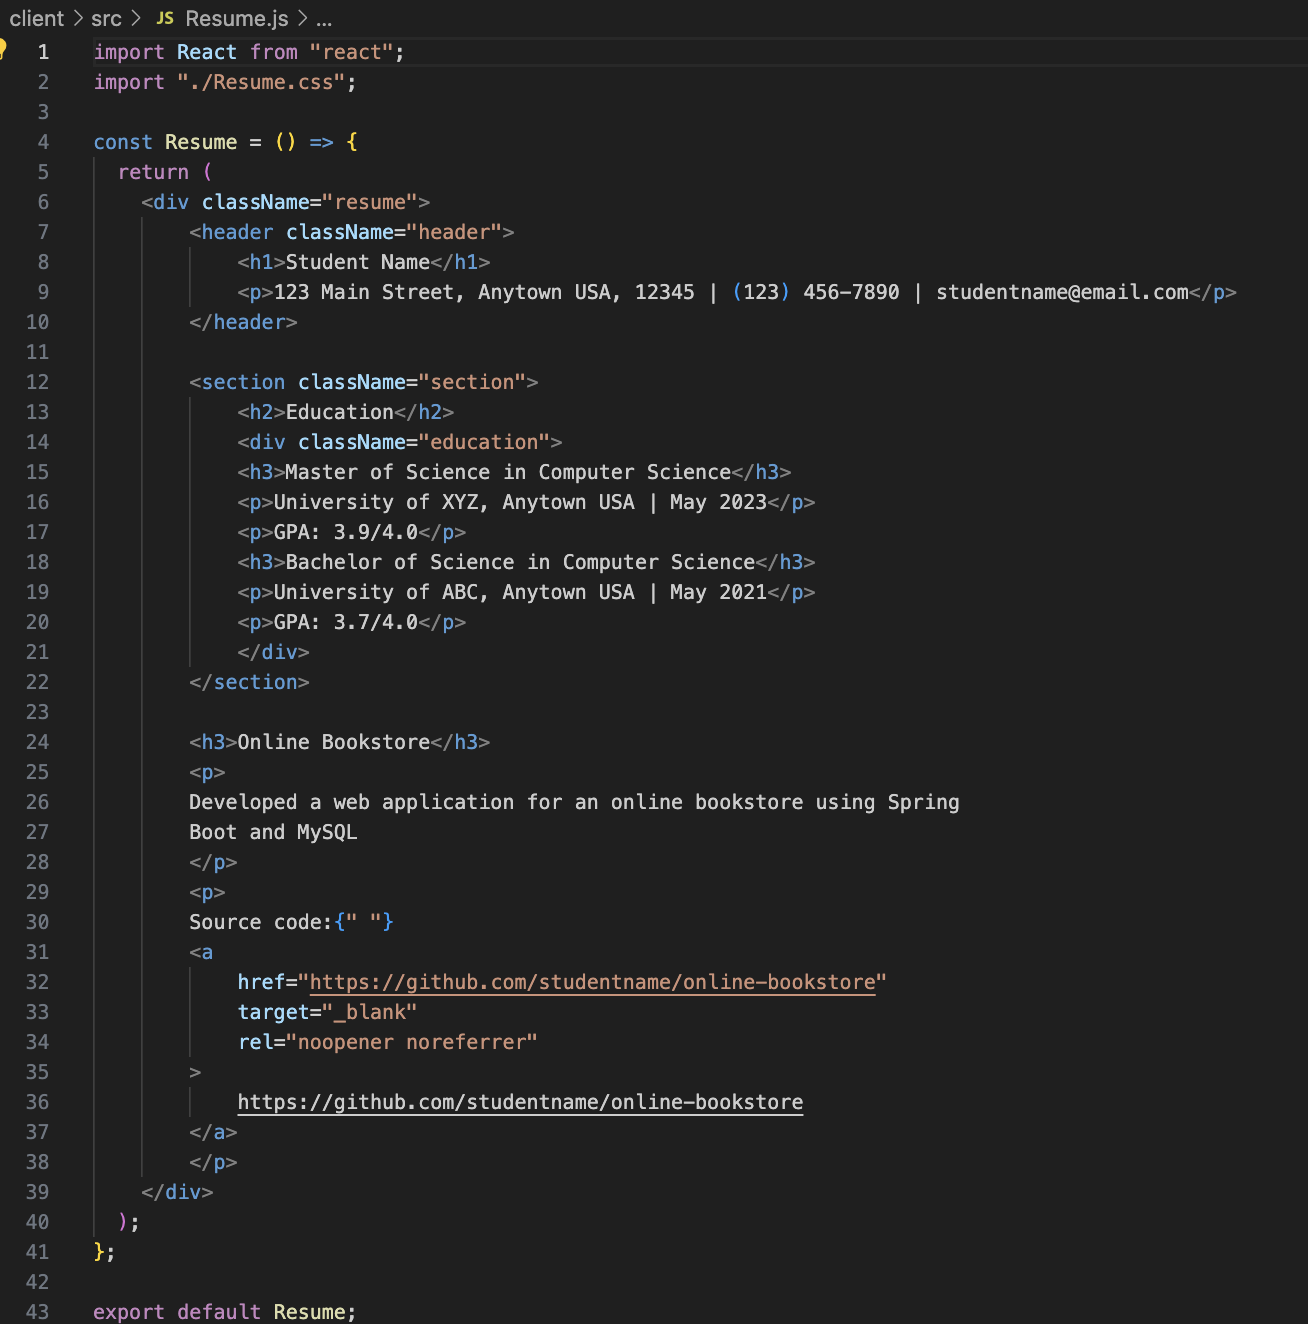 client > src > JS Resume.js > ...
1 import React from "react";
2 import "./Resume.css";
3
4 const Resume = () => {
5   return (
6     <div className="resume">
7         <header className="header">
8             <h1>Student Name</h1>
9             <p>123 Main Street, Anytown USA, 12345 | (123) 456-7890 | studentname@email.com</p>
10         </header>
11
12         <section className="section">
13             <h2>Education</h2>
14             <div className="education">
15             <h3>Master of Science in Computer Science</h3>
16             <p>University of XYZ, Anytown USA | May 2023</p>
17             <p>GPA: 3.9/4.0</p>
18             <h3>Bachelor of Science in Computer Science</h3>
19             <p>University of ABC, Anytown USA | May 2021</p>
20             <p>GPA: 3.7/4.0</p>
21             </div>
22         </section>
23
24         <h3>Online Bookstore</h3>
25         <p>
26         Developed a web application for an online bookstore using Spring
27         Boot and MySQL
28         </p>
29         <p>
30         Source code:{" "}
31         <a
32             href="https://github.com/studentname/online-bookstore"
33             target="_blank"
34             rel="noopener noreferrer"
35         >
36             https://github.com/studentname/online-bookstore
37         </a>
38         </p>
39     </div>
40   );
41 };
42
43 export default Resume;